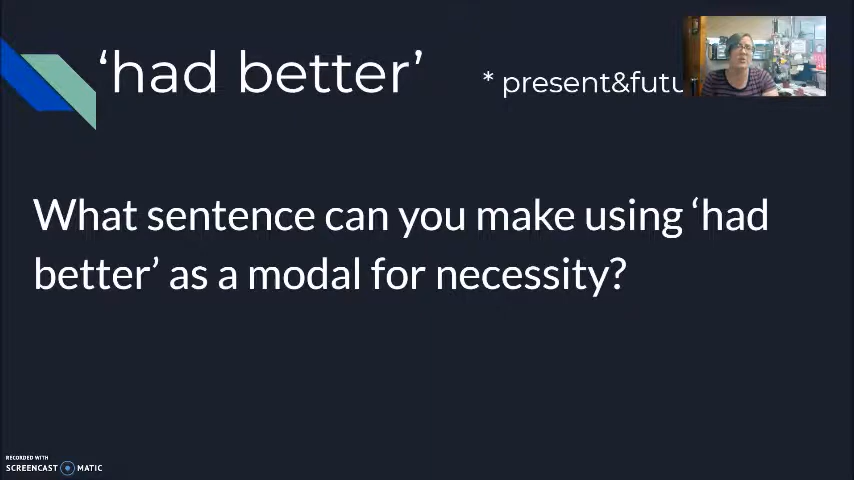 ‘had better’
* present&futu
What sentence can you make using ‘had
better’ as a modal for necessity?
RECORDED WITH
SCREENCAST MATIC